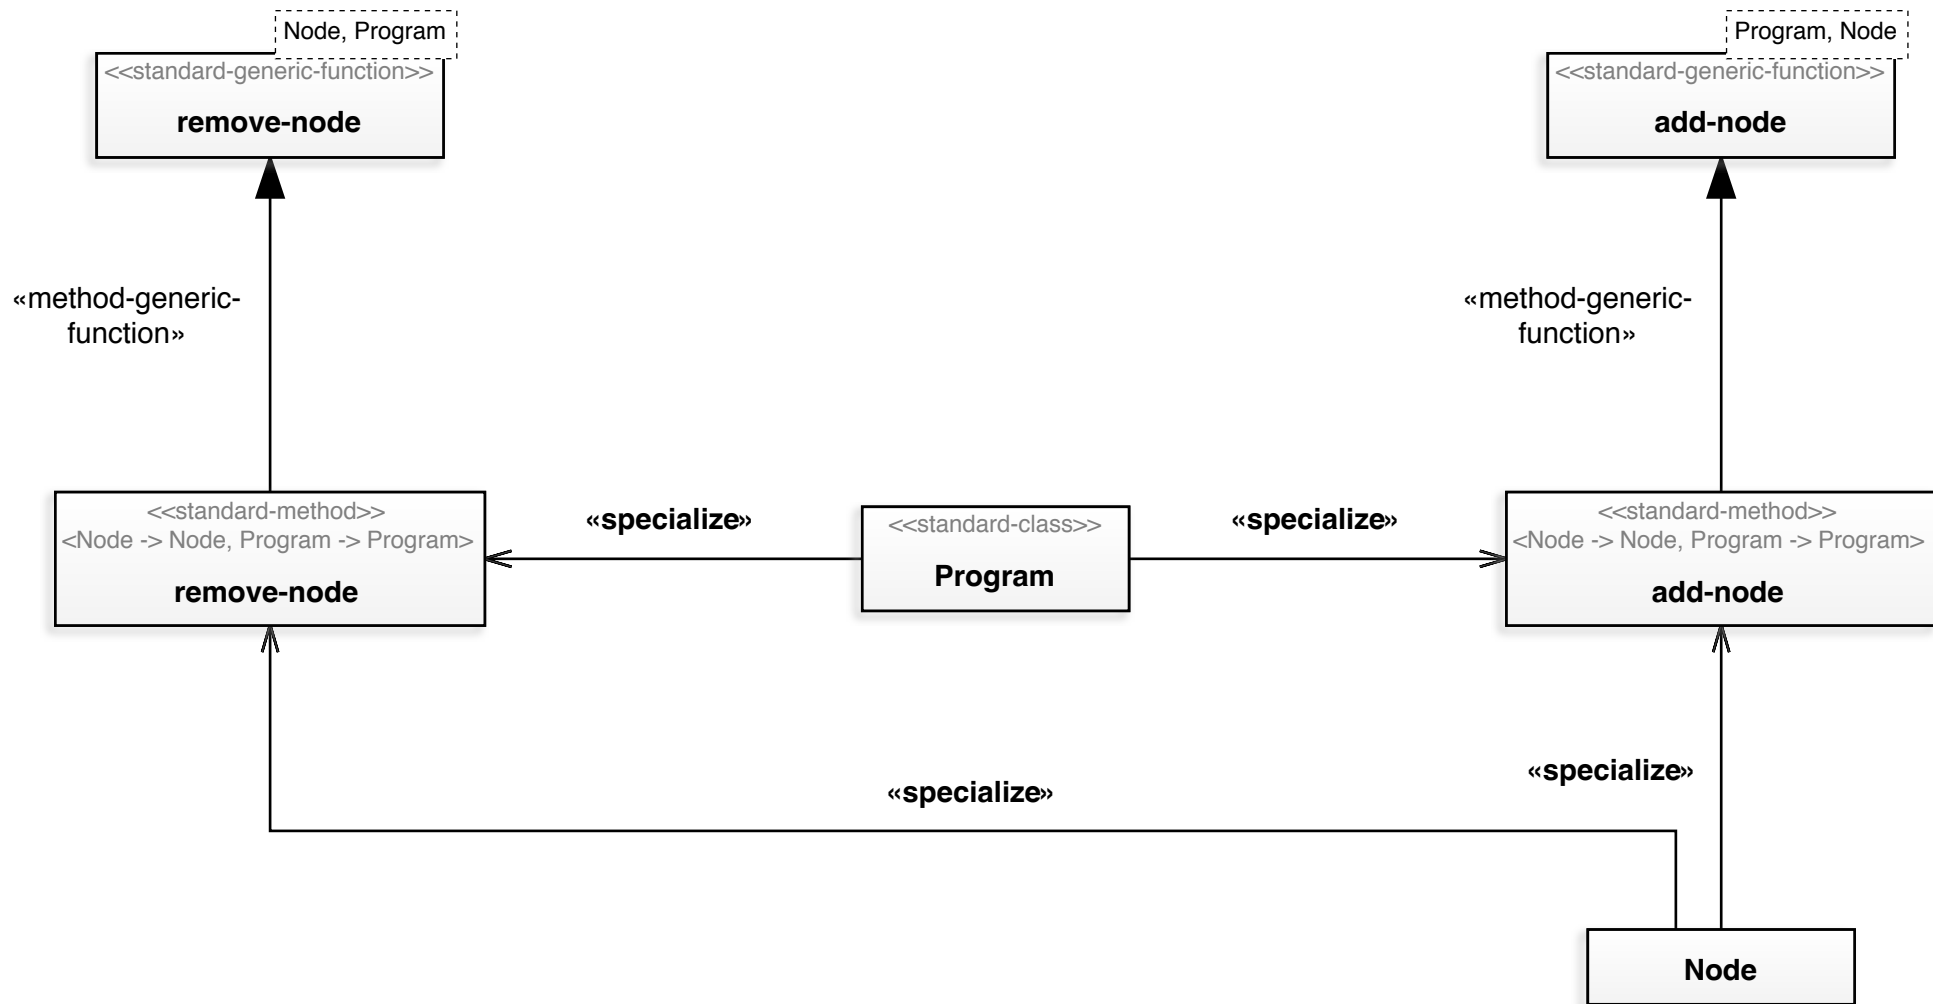 Node, Program
<<standard-generic-function>>
remove-node
Program, Node
<<standard-generic-function>>
add-node
«method-generic-
function»
«method-generic-
function»
<<standard-method>>
<Node -> Node, Program -> Program>
remove-node
«specialize»
<<standard-class>>
Program
«specialize»
<<standard-method>>
<Node -> Node, Program -> Program>
add-node
«specialize»
«specialize»
Node